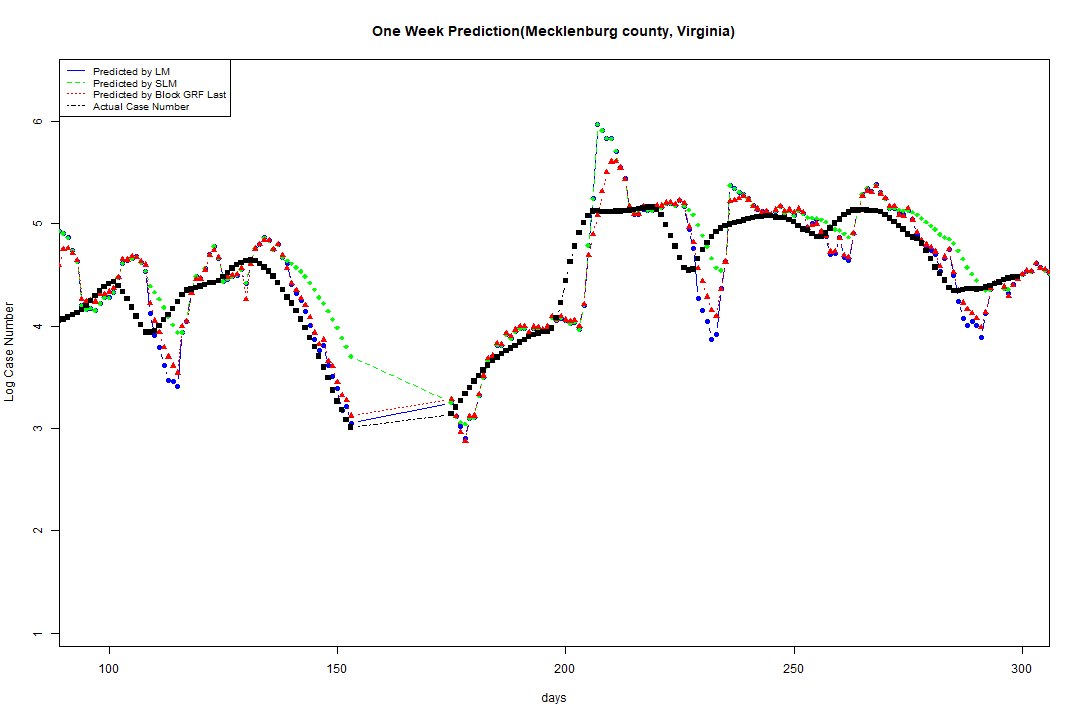 One Week Prediction(Mecklenburg county, Virginia)
Predicted by LM
Predicted by SLM
Predicted by Block GRF Last
Actual Case Number
Log Case Number
6
5
4
3
2
1
100 150 200 250 300
days